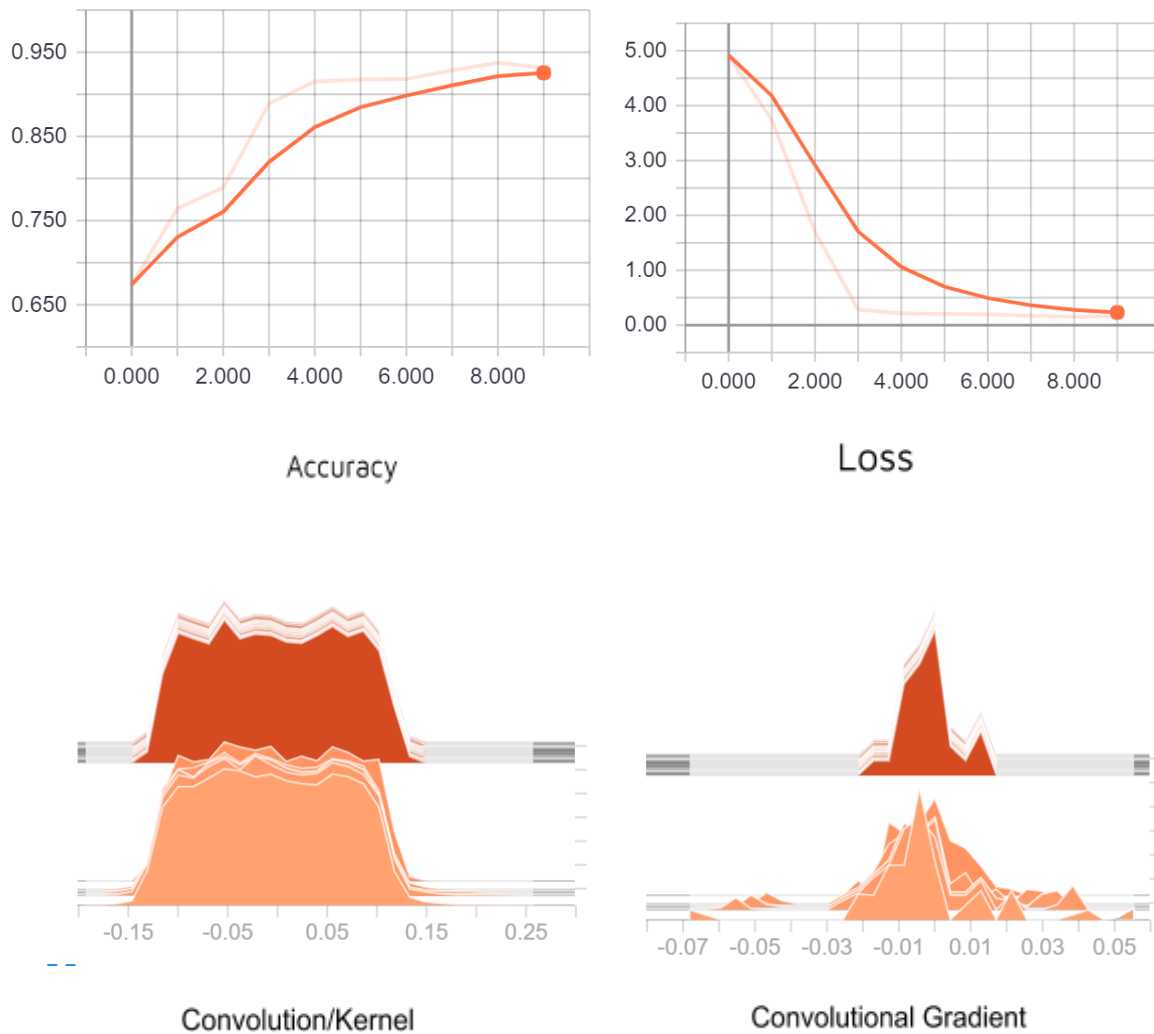 0.950
0.850
0.750
0.650
0.000 2.000 4.000 6.000 8.000
Accuracy
5.00
4.00
3.00
2.00
1.00
0.00
0.000 2.000 4.000 6.000 8.000
Loss
-0.15 -0.05 0.05 0.15 0.25
Convolution/Kernel
-0.07 -0.05 -0.03 -0.01 0.01 0.03 0.05
Convolutional Gradient